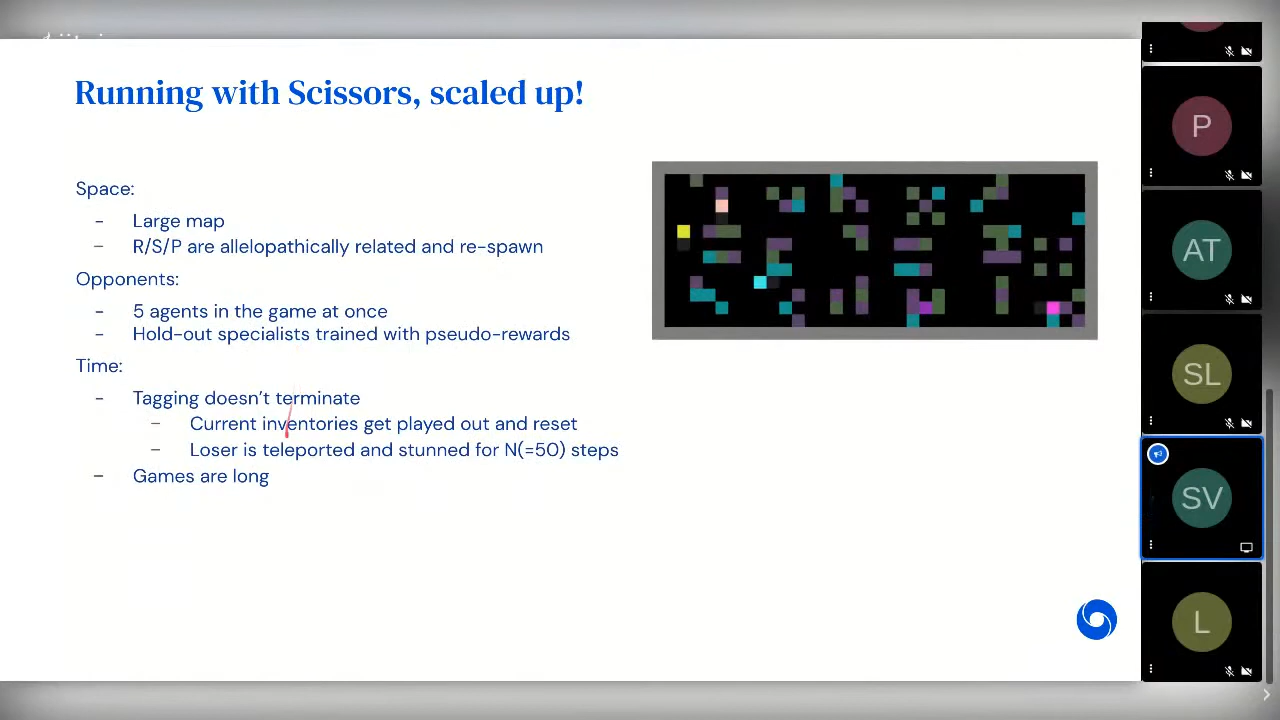 Running with Scissors, scaled up!
Space:
- Large map
- R/S/P are allelopathically related and re-spawn
Opponents:
- 5 agents in the game at once
- Hold-out specialists trained with pseudo-rewards
Time:
- Tagging doesn't terminate
- Current inventories get played out and reset
- Loser is teleported and stunned for N(=50) steps
- Games are long
P
AT
SL
SV
L